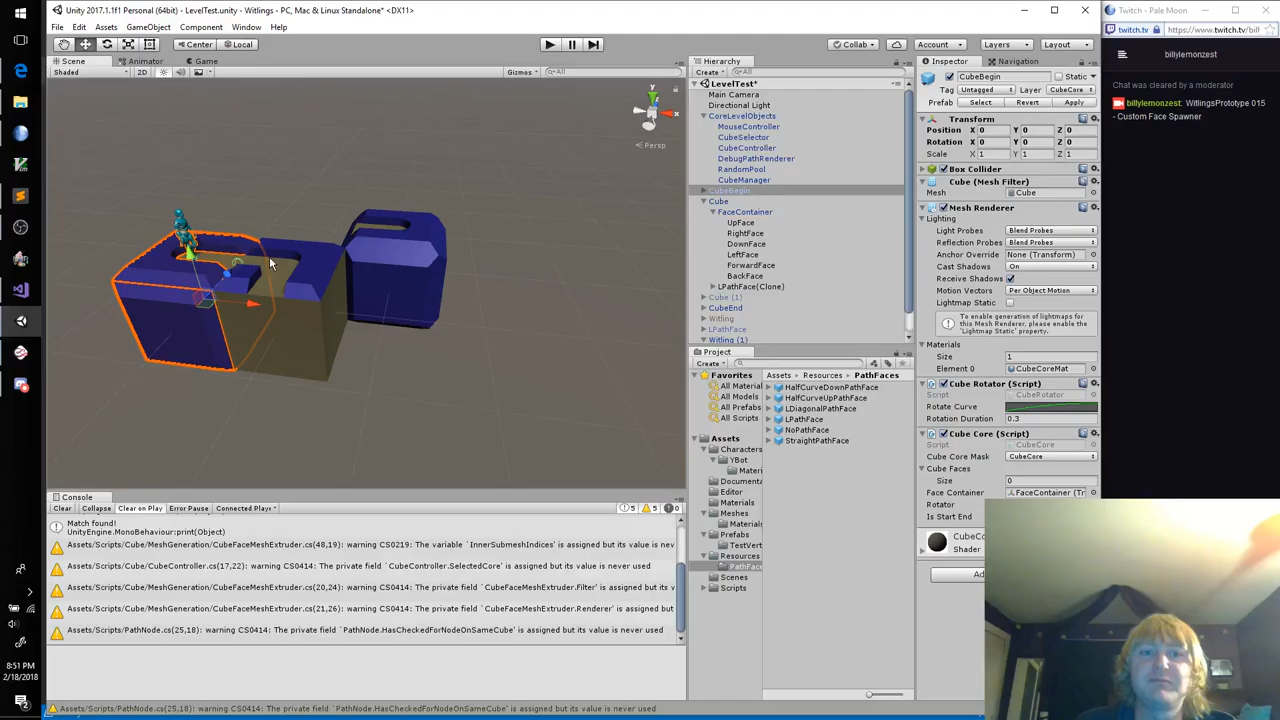 Unity 2017.1.1f1 Personal (64bit) - LevelTest.unity - Witlings - PC, Mac & Linux Standalone* <DX11>
File Edit Assets GameObject Component Window Help
Center Local
Collab Account Layers Layout
Scene Animator Game
Shaded 2D Gizmos All
y
x
Persp
Hierarchy
Create All
LevelTest*
Main Camera
Directional Light
CoreLevelObjects
MouseController
CubeSelector
CubeController
DebugPathRenderer
RandomPool
CubeManager
CubeBegin
Cube
FaceContainer
UpFace
RightFace
DownFace
LeftFace
ForwardFace
BackFace
LPathFace(Clone)
Cube (1)
CubeEnd
Witling
LPathFace
Witling (1)
Project
Create
Favorites
All Material
All Models
All Prefabs
All Scripts
Assets
Characters
YBot
Materi
Documenta
Editor
Materials
Meshes
Materials
Prefabs
TestVert
Resources
PathFace
Scenes
Scripts
Assets Resources PathFaces
HalfCurveDownPathFace
HalfCurveUpPathFace
LDiagonalPathFace
LPathFace
NoPathFace
StraightPathFace
Inspector Navigation
CubeBegin Static
Tag Untagged Layer CubeCore
Prefab Select Revert Apply
Transform
Position X 0 Y 0 Z 0
Rotation X 0 Y 0 Z 0
Scale X 1 Y 1 Z 1
Box Collider
Cube (Mesh Filter)
Mesh Cube
Mesh Renderer
Lighting
Light Probes Blend Probes
Reflection Probes Blend Probes
Anchor Override None (Transform)
Cast Shadows On
Receive Shadows
Motion Vectors Per Object Motion
Lightmap Static
To enable generation of lightmaps for this Mesh Renderer, please enable the 'Lightmap Static' property.
Materials
Size 1
Element 0 CubeCoreMat
Cube Rotator (Script)
Script CubeRotator
Rotate Curve
Rotation Duration 0.3
Cube Core (Script)
Script CubeCore
Cube Core Mask CubeCore
Cube Faces
Size 0
Face Container FaceContainer (Tr
Rotator
Is Start End
CubeCo
Shader
Ad
Console
Clear Collapse Clear on Play Error Pause Connected Play 5 5 0
Match found!
UnityEngine.MonoBehaviour:print(Object)
Assets/Scripts/Cube/MeshGeneration/CubeFaceMeshExtruder.cs(48,19): warning CS0219: The variable `InnerSubmeshIndices' is assigned but its value is nev
Assets/Scripts/Cube/CubeController.cs(17,22): warning CS0414: The private field `CubeController.SelectedCore' is assigned but its value is never used
Assets/Scripts/Cube/MeshGeneration/CubeFaceMeshExtruder.cs(20,24): warning CS0414: The private field `CubeFaceMeshExtruder.Filter' is assigned but its value is nev
Assets/Scripts/Cube/MeshGeneration/CubeFaceMeshExtruder.cs(21,26): warning CS0414: The private field `CubeFaceMeshExtruder.Renderer' is assigned but its v
Assets/Scripts/PathNode.cs(25,18): warning CS0414: The private field `PathNode.HasCheckedForNodeOnSameCube' is assigned but its value is never used
Assets/Scripts/PathNode.cs(25,18): warning CS0414: The private field `PathNode.HasCheckedForNodeOnSameCube' is assigned but its value is never used
Twitch - Pale Moon
twitch.tv https://www.twitch.tv/bill
billylemonzest
Chat was cleared by a moderator
billylemonzest: WitlingsPrototype 015
- Custom Face Spawner
8:51 PM
2/18/2018